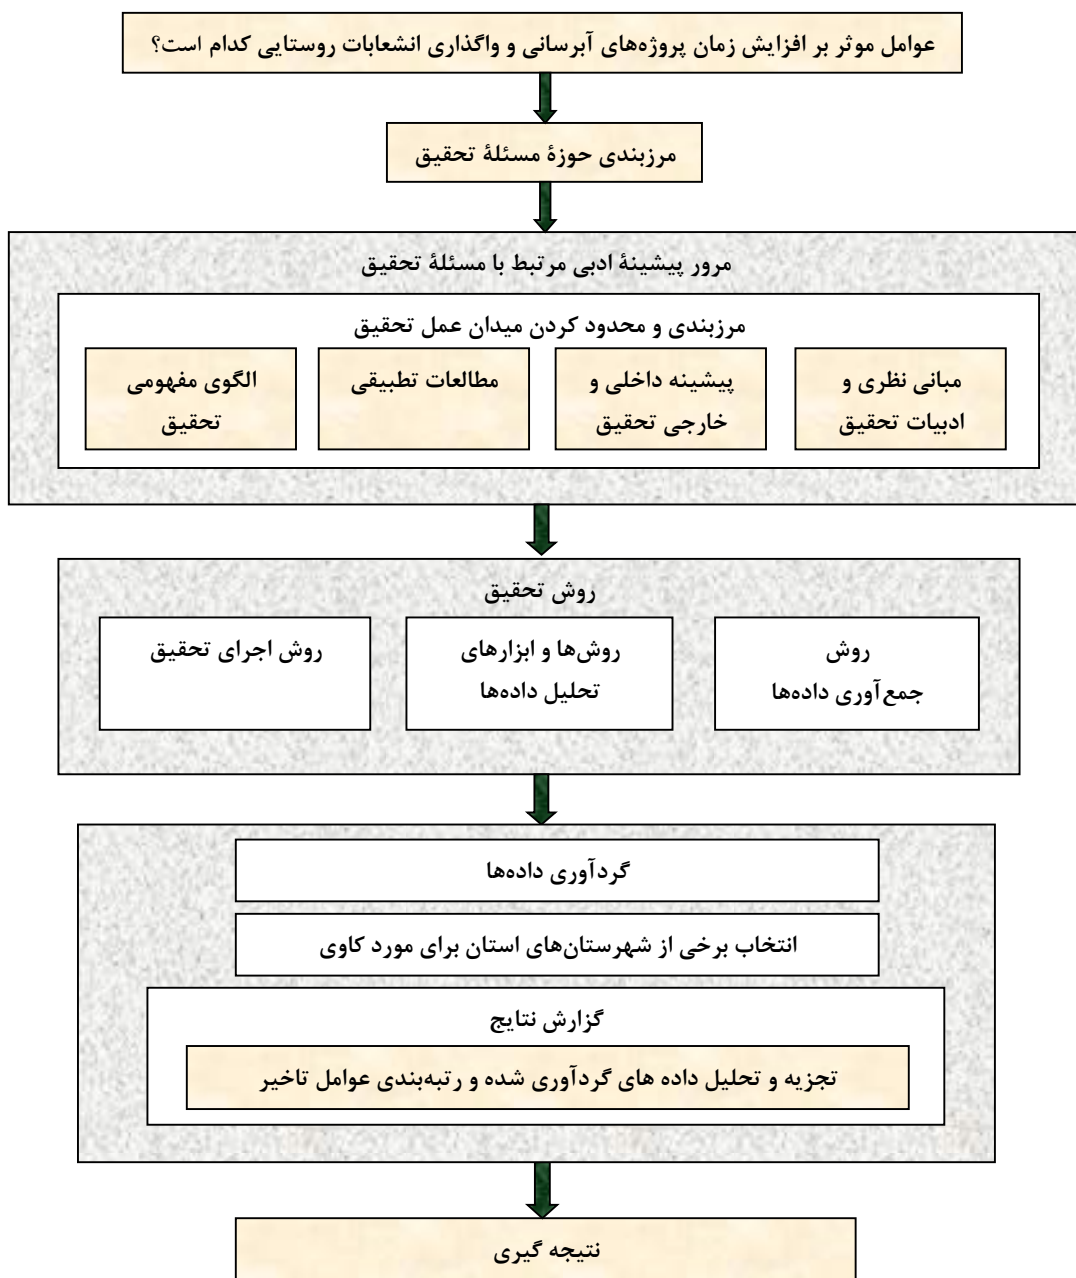 عوامل موثر بر افزایش زمان پروژه‌های آبرسانی و واگذاری انشعابات روستایی کدام است؟
مرزبندی حوزۀ مسئلۀ تحقیق
مرور پیشینۀ ادبی مرتبط با مسئلۀ تحقیق
مرزبندی و محدود کردن میدان عمل تحقیق
مبانی نظری و
ادبیات تحقیق
پیشینه داخلی و
خارجی تحقیق
مطالعات تطبیقی
الگوی مفهومی
تحقیق
روش تحقیق
روش
جمع‌آوری داده‌ها
روش‌ها و ابزارهای
تحلیل داده‌ها
روش اجرای تحقیق
گردآوری داده‌ها
انتخاب برخی از شهرستان‌های استان برای مورد کاوی
گزارش نتایج
تجزیه و تحلیل داده های گردآوری شده و رتبه‌بندی عوامل تاخیر
نتیجه گیری